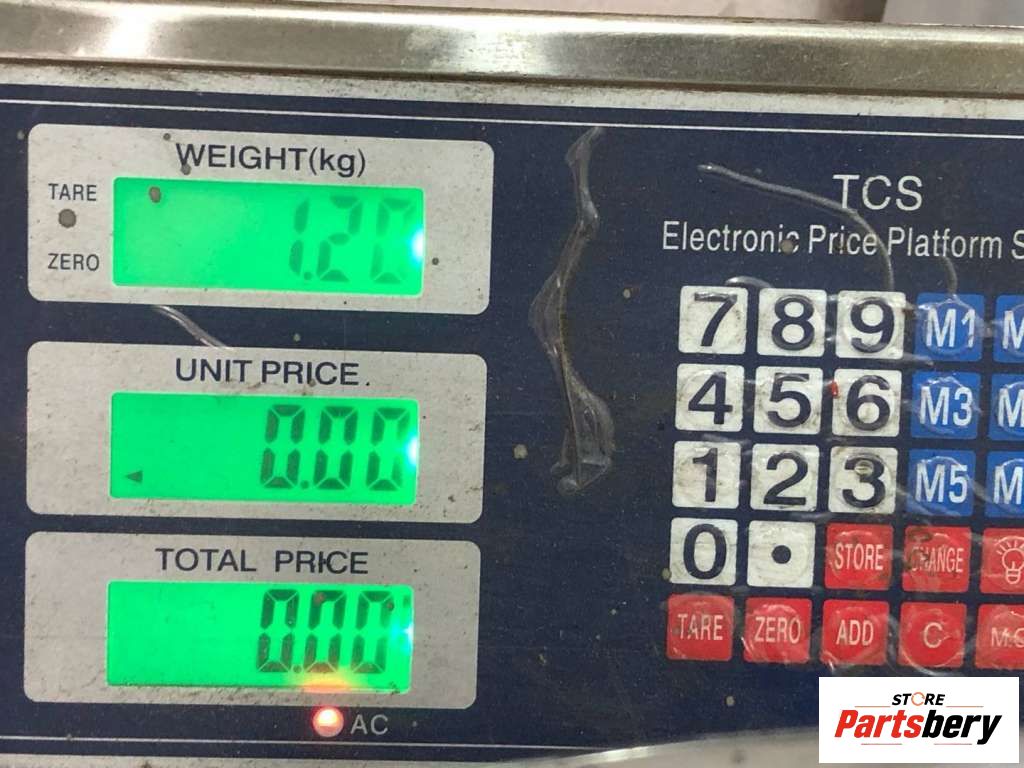 WEIGHT(kg)
TARE
ZERO
1.20
UNIT PRICE
0.00
TOTAL PRICE
0.00
AC
TCS
Electronic Price Platform S
7 8 9 M1 M
4 5 6 M3 M
1 2 3 M5 M
0 . STORE CHANGE
TARE ZERO ADD C M.C
STORE
Partsbery